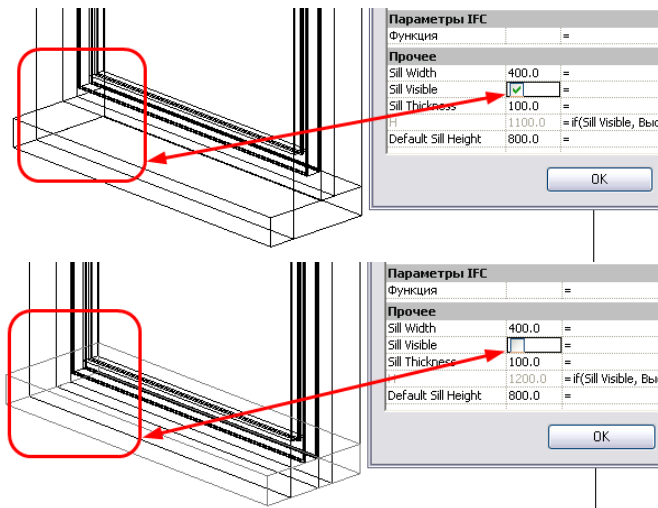 Параметры IFC
Функция =
Прочее
Sill Width 400.0 =
Sill Visible =
Sill Thickness 100.0 =
H 1100.0 =if(Sill Visible,
Default Sill Height 800.0 =
OK
Параметры IFC
Функция =
Прочее
Sill Width 400.0 =
Sill Visible =
Sill Thickness 100.0 =
1200.0 =if(Sill Visible,
Default Sill Height 800.0 =
OK